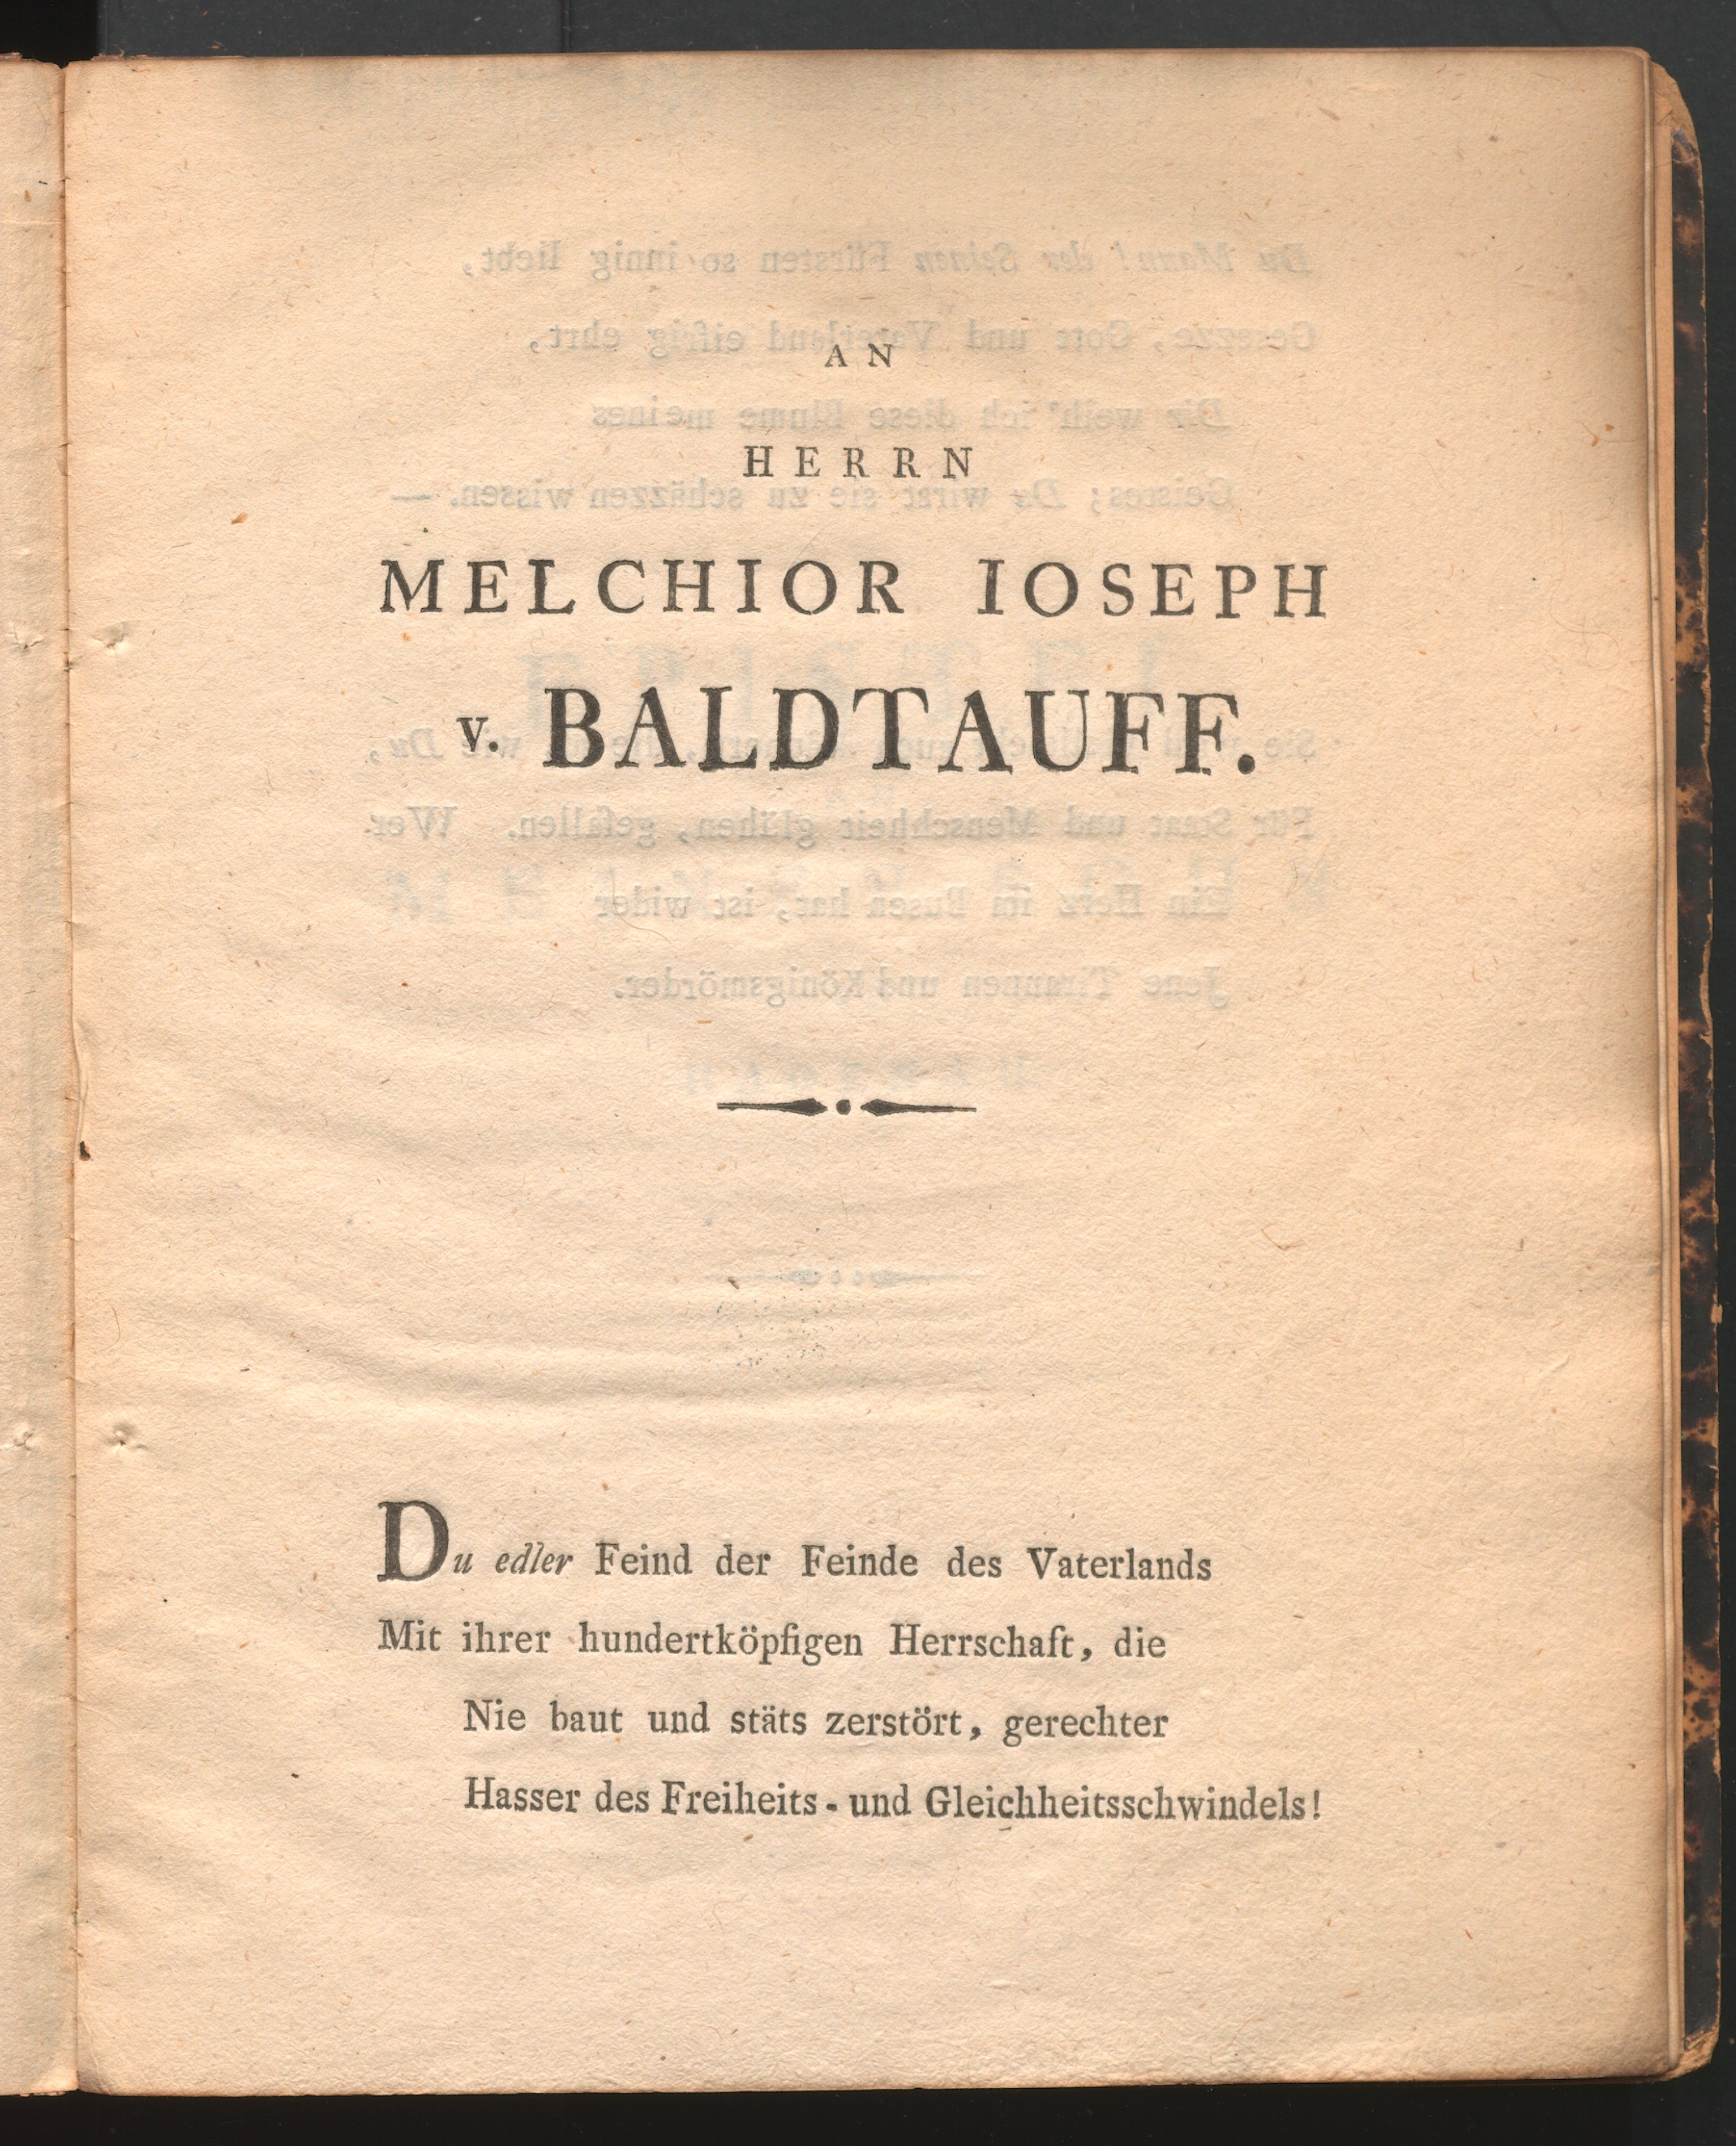 AN
HERRN
MELCHIOR IOSEPH
v. BALDTAUFF.
Du edler Feind der Feinde des Vaterlands
Mit ihrer hundertköpfigen Herrschaft, die
Nie baut und stäts zerstört, gerechter
Hasser des Freiheits - und Gleichheitsschwindels!